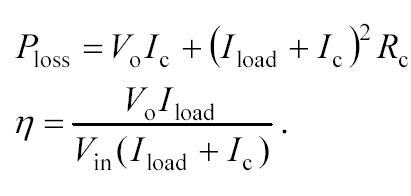 P_loss = V_o I_c + (I_load + I_c)^2 R_c
η = V_o I_load / V_in (I_load + I_c) .